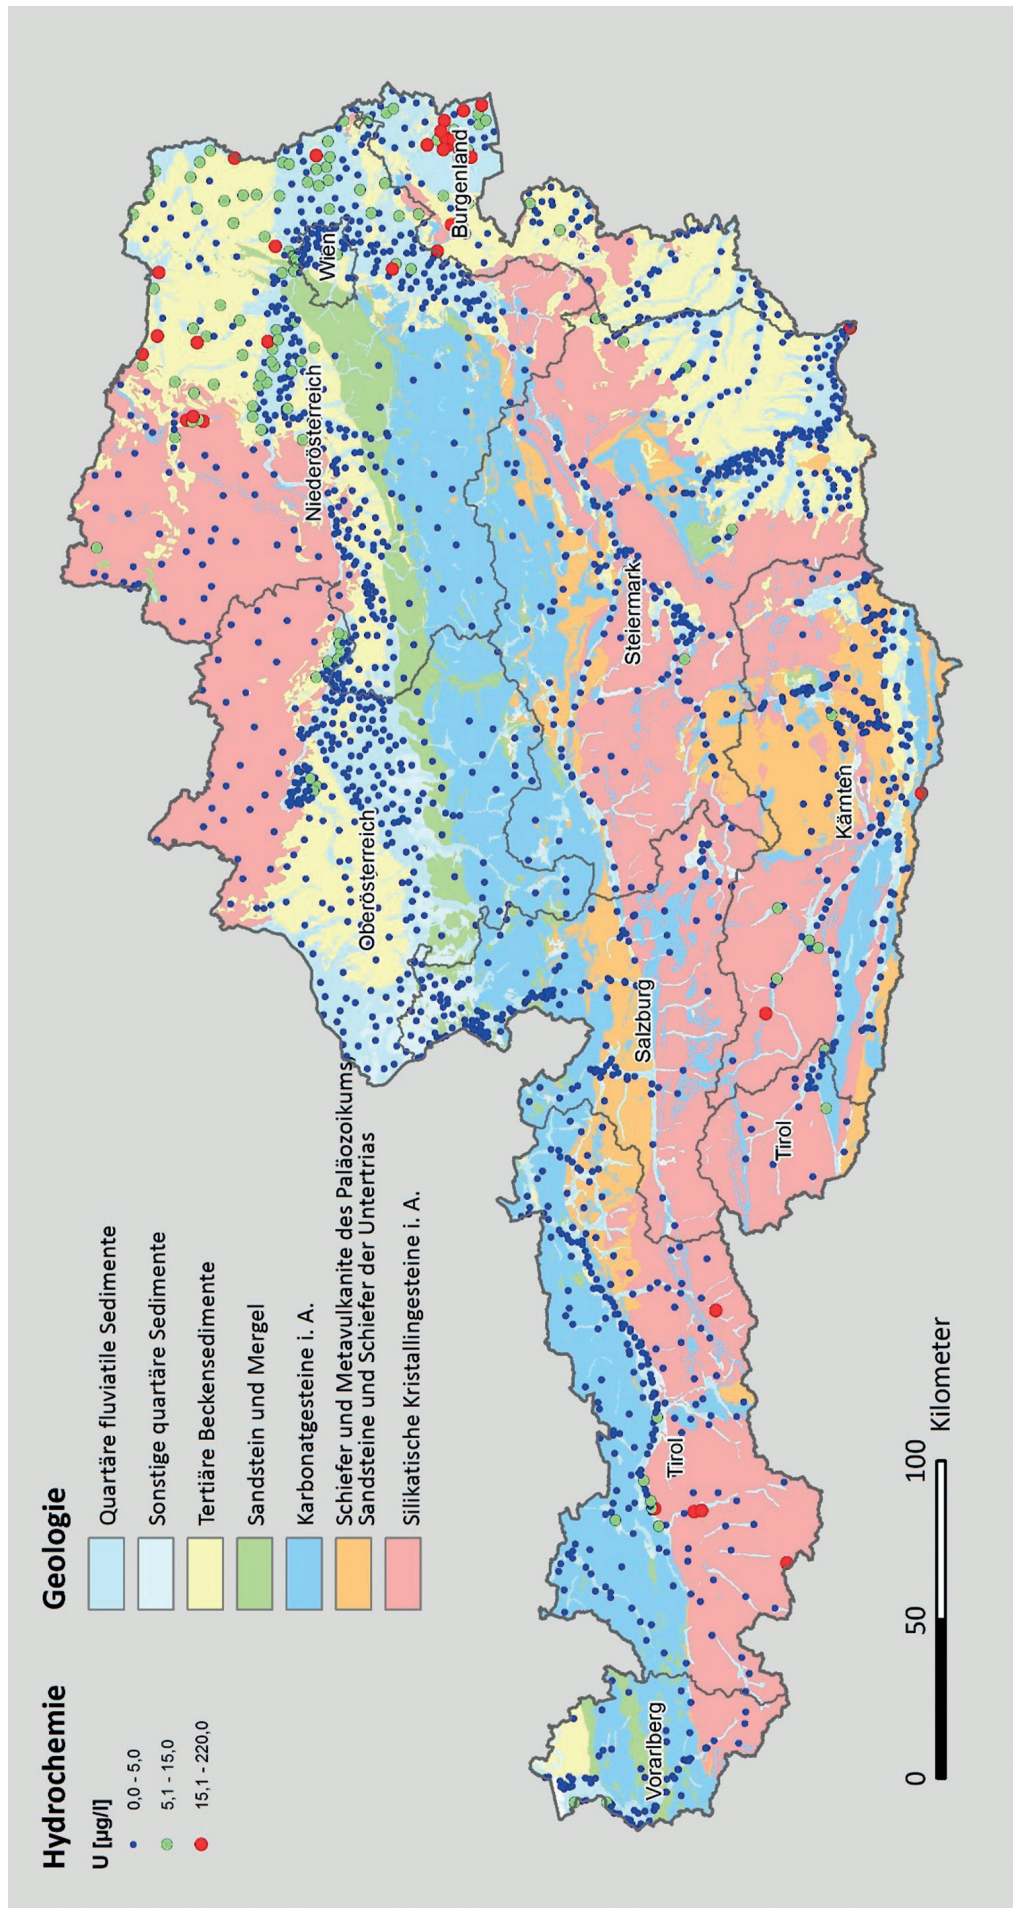 Hydrochemie
U [µg/l]
0,0 - 5,0
5,1 - 15,0
15,1 - 220,0
Geologie
Quartäre fluviatile Sedimente
Sonstige quartäre Sedimente
Tertiäre Beckensedimente
Sandstein und Mergel
Karbonatgesteine i. A.
Schiefer und Metavulkanite des Paläozoikums,
Sandsteine und Schiefer der Untertrias
Silikatische Kristallingesteine i. A.
Niederösterreich
Wien
Oberösterreich
Burgenland
Steiermark
Salzburg
Vorarlberg
Tirol
Tirol
Kärnten
0
50
100
Kilometer